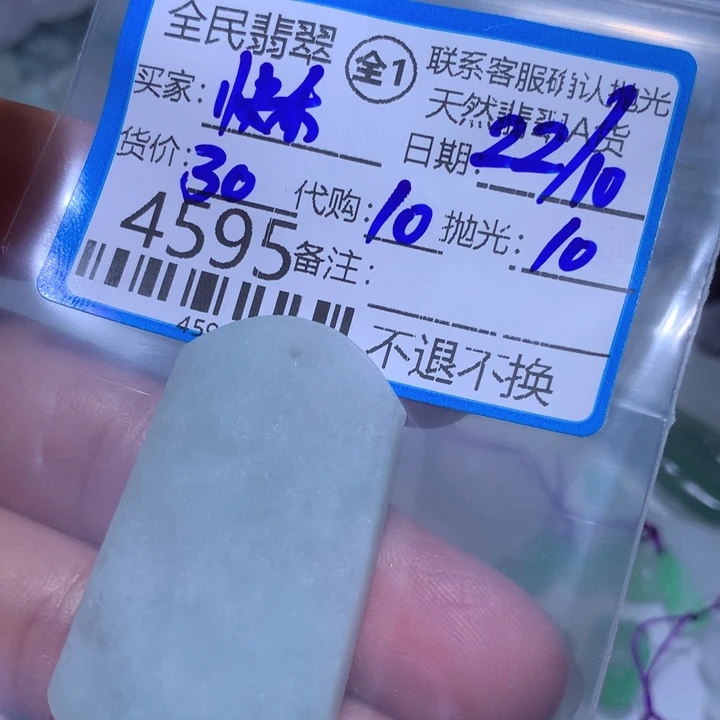 全民翡翠 全1 联系客服确认抛光
天然翡翠A货
买家:
日期: 22/10
货价: 30 代购: 10 抛光: 10
4595 备注:
不退不换